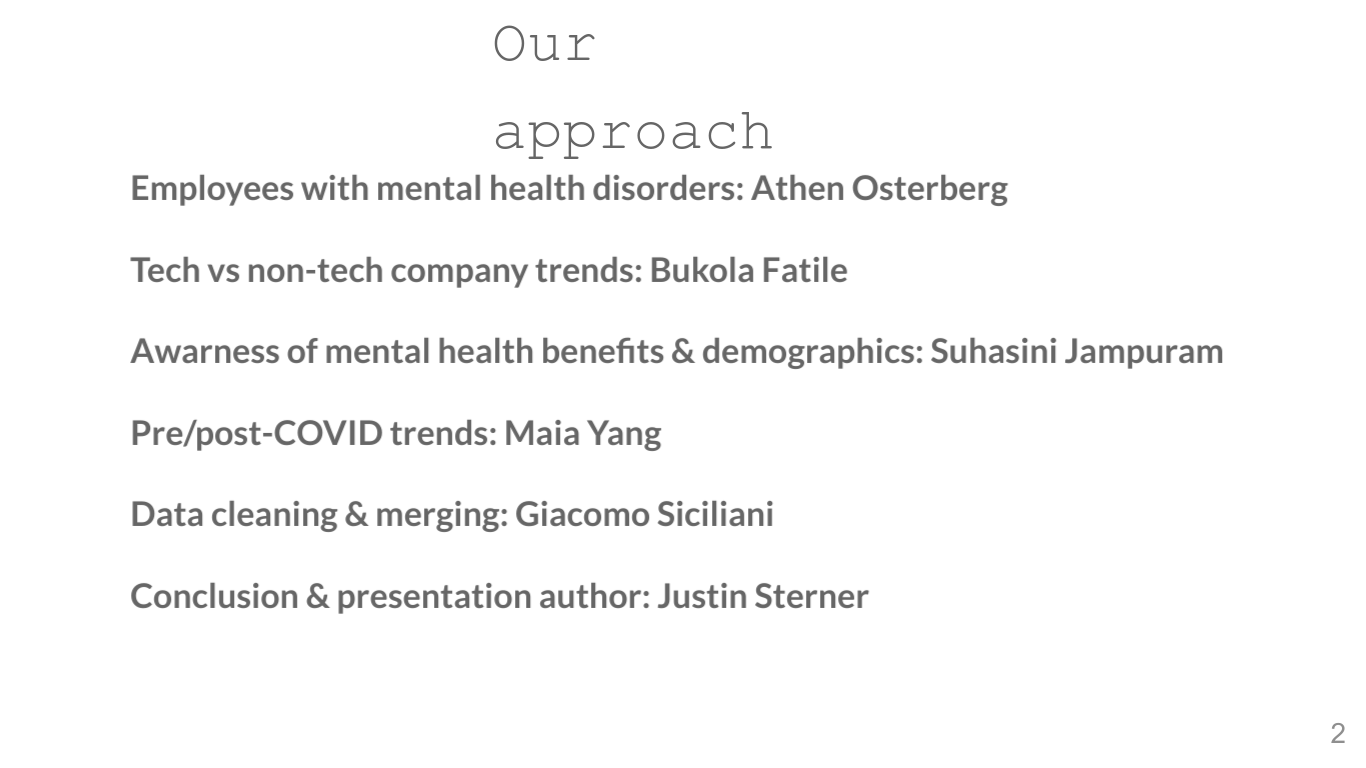 Our
approach
Employees with mental health disorders: Athen Osterberg
Tech vs non-tech company trends: Bukola Fatile
Awarness of mental health benefits & demographics: Suhasini Jampuram
Pre/post-COVID trends: Maia Yang
Data cleaning & merging: Giacomo Siciliani
Conclusion & presentation author: Justin Sterner
2